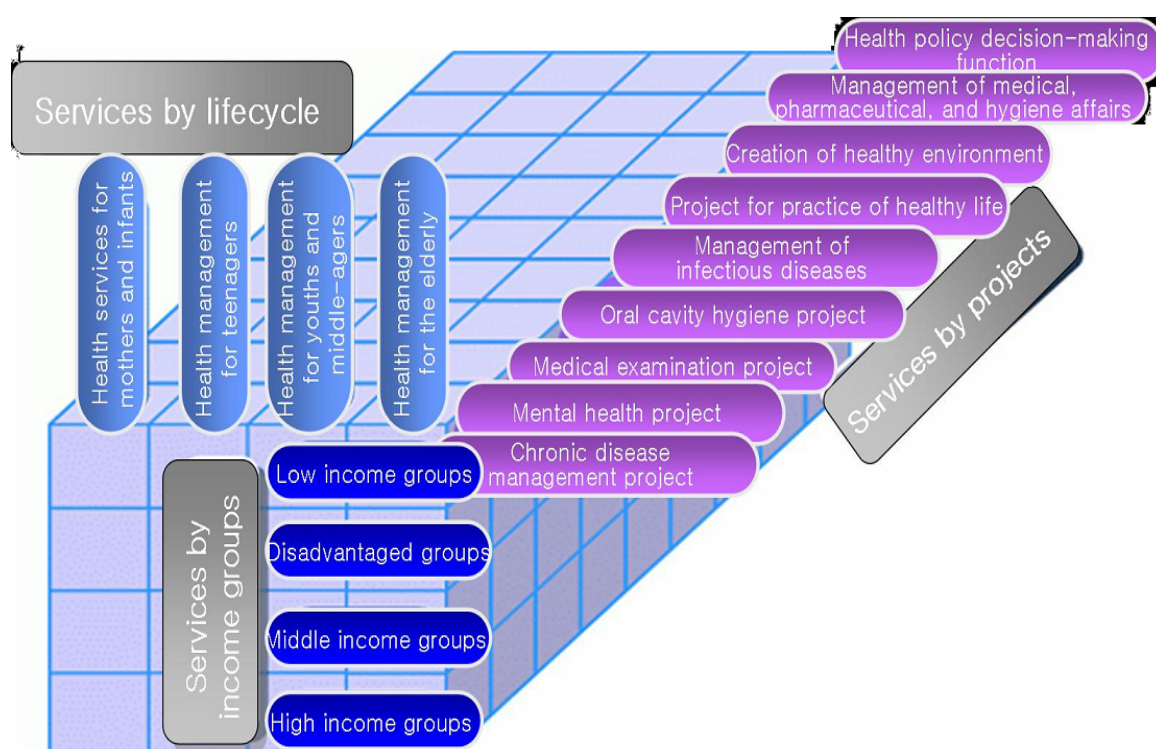 Services by lifecycle
Health services for
mothers and infants
Health management
for teenagers
Health management
for youths and
middle-agers
Health management
for the elderly
Health policy decision-making
function
Management of medical,
pharmaceutical, and hygiene affairs
Creation of healthy environment
Project for practice of healthy life
Management of
infectious diseases
Oral cavity hygiene project
Medical examination project
Mental health project
Chronic disease
management project
Services by projects
Services by
income groups
Low income groups
Disadvantaged groups
Middle income groups
High income groups